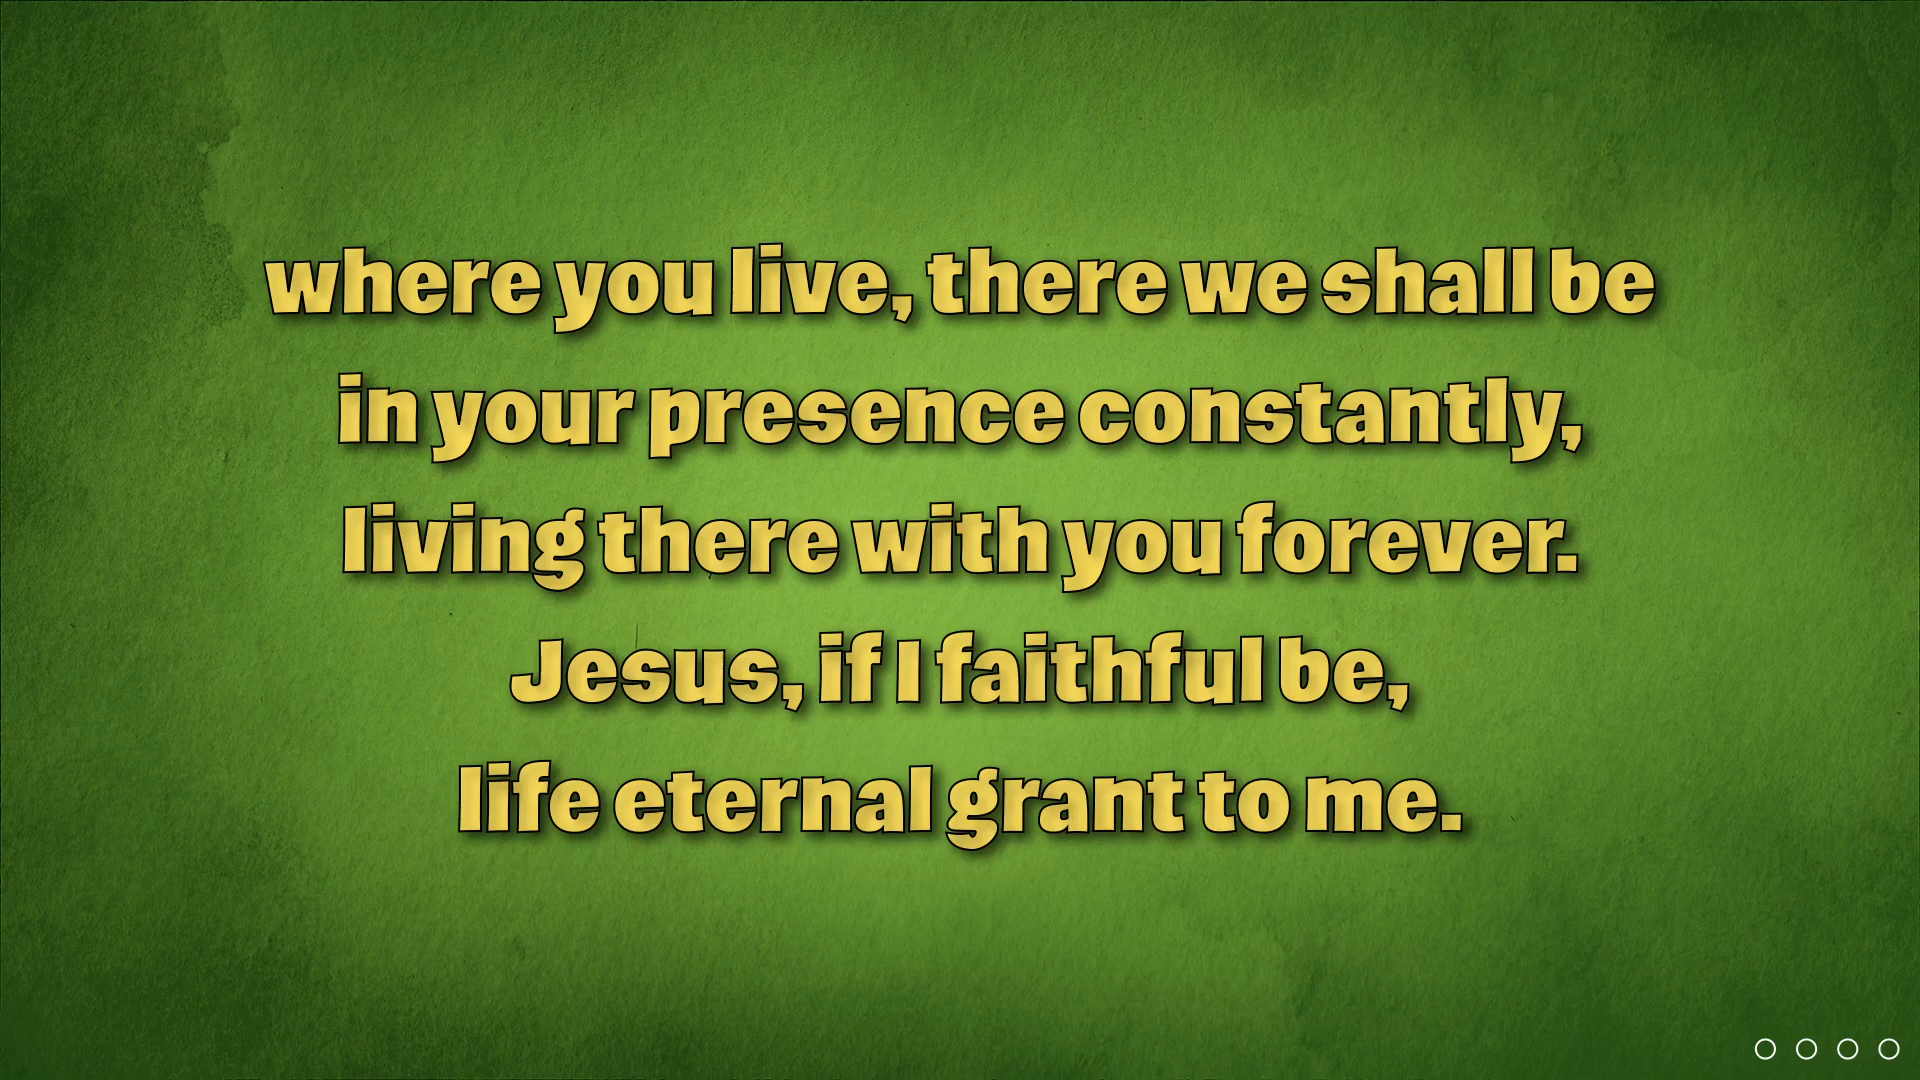 where you live, there we shall be
in your presence constantly,
living there with you forever.
Jesus, if I faithful be,
life eternal grant to me.